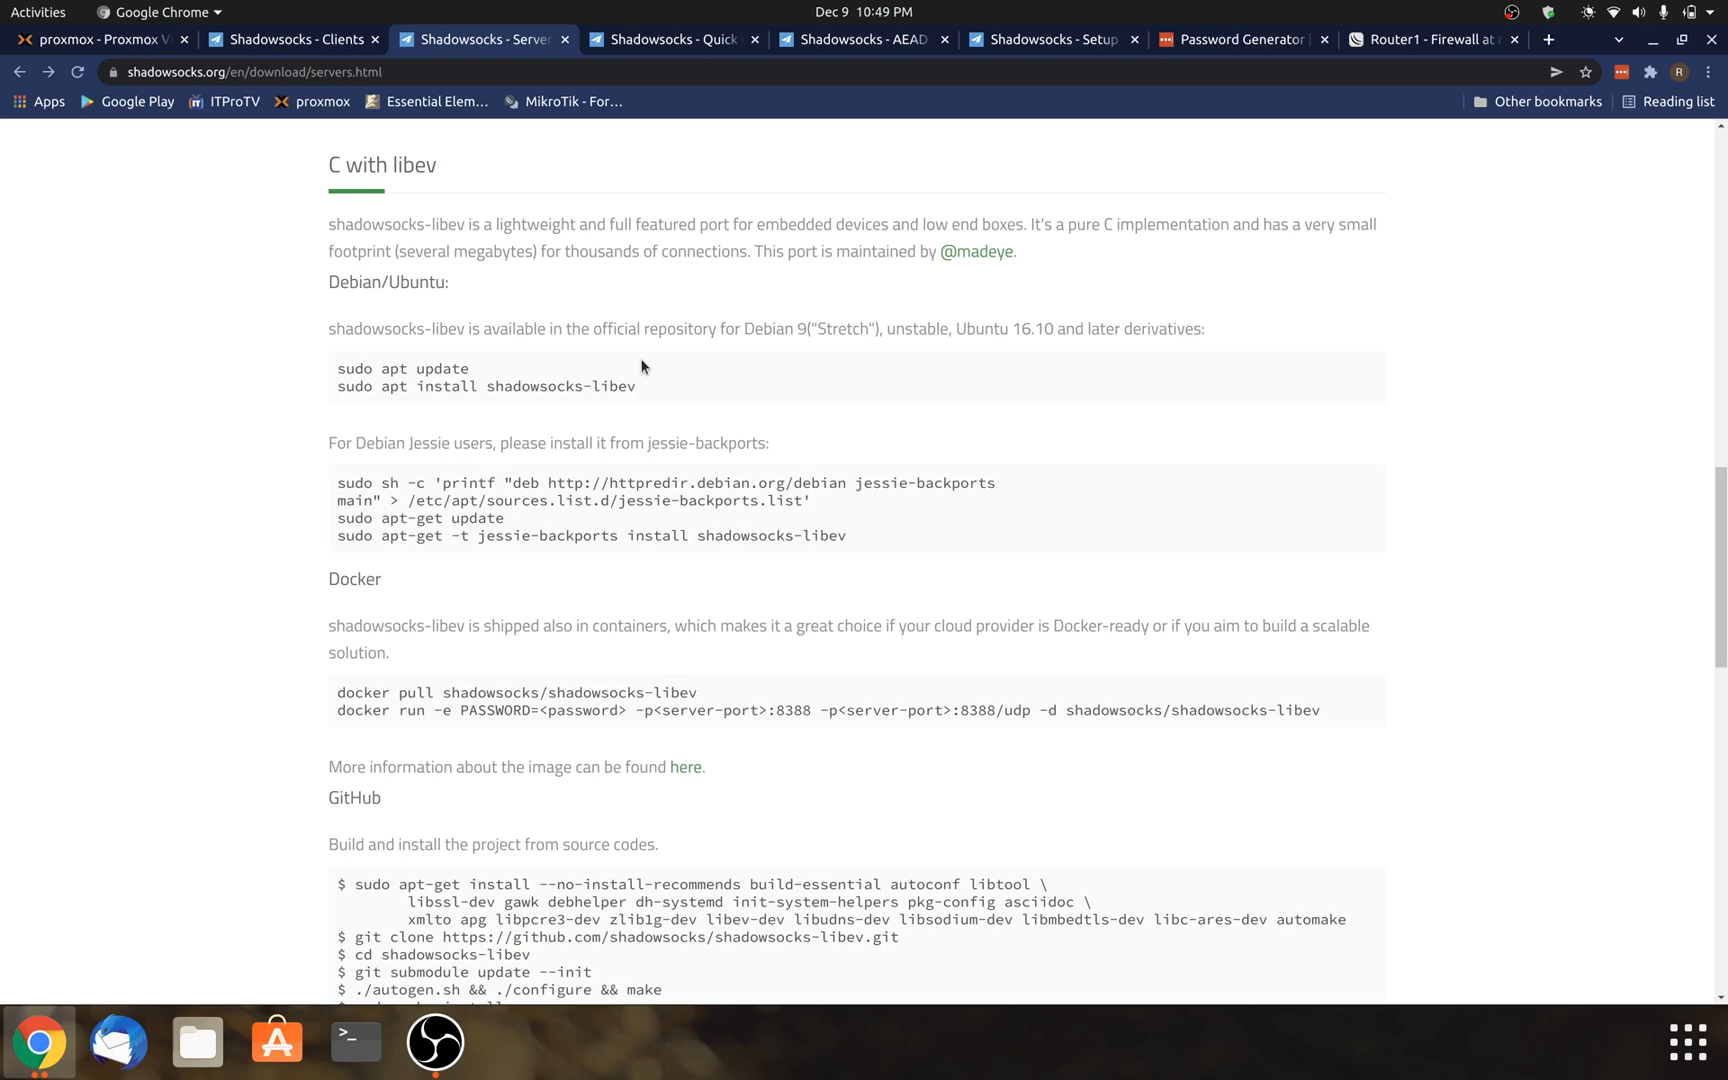 Activities Google Chrome Dec 9 10:49 PM
proxmox - Proxmox V Shadowsocks - Clients Shadowsocks - Server Shadowsocks - Quick Shadowsocks - AEAD Shadowsocks - Setup Password Generator Router1 - Firewall at
shadowsocks.org/en/download/servers.html R
Apps Google Play ITProTV proxmox Essential Elem... MikroTik - For... Other bookmarks Reading list
C with libev
shadowsocks-libev is a lightweight and full featured port for embedded devices and low end boxes. It's a pure C implementation and has a very small
footprint (several megabytes) for thousands of connections. This port is maintained by @madeye.
Debian/Ubuntu:
shadowsocks-libev is available in the official repository for Debian 9("Stretch"), unstable, Ubuntu 16.10 and later derivatives:
sudo apt update
sudo apt install shadowsocks-libev
For Debian Jessie users, please install it from jessie-backports:
sudo sh -c 'printf "deb http://httpredir.debian.org/debian jessie-backports
main" > /etc/apt/sources.list.d/jessie-backports.list'
sudo apt-get update
sudo apt-get -t jessie-backports install shadowsocks-libev
Docker
shadowsocks-libev is shipped also in containers, which makes it a great choice if your cloud provider is Docker-ready or if you aim to build a scalable
solution.
docker pull shadowsocks/shadowsocks-libev
docker run -e PASSWORD=<password> -p<server-port>:8388 -p<server-port>:8388/udp -d shadowsocks/shadowsocks-libev
More information about the image can be found here.
GitHub
Build and install the project from source codes.
$ sudo apt-get install --no-install-recommends build-essential autoconf libtool \
libssl-dev gawk debhelper dh-systemd init-system-helpers pkg-config asciidoc \
xmlto apg libpcre3-dev zlib1g-dev libev-dev libudns-dev libsodium-dev libmbedtls-dev libc-ares-dev automake
$ git clone https://github.com/shadowsocks/shadowsocks-libev.git
$ cd shadowsocks-libev
$ git submodule update --init
$ ./autogen.sh && ./configure && make